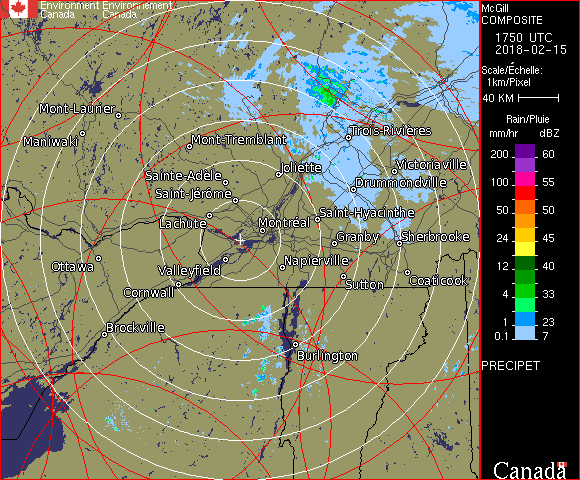 Environment Environnement
Canada Canada
McGill
COMPOSITE
1750 UTC
2018-02-15
Scale/Échelle:
1km/Pixel
40 KM
Rain/Pluie
mm/hr dBZ
200 60
150 57
100 55
50 50
24 45
12 40
4 33
1 23
0.1 7
PRECIPET
Canada
Mont-Laurier
Maniwaki
Mont-Tremblant
Trois-Rivières
Joliette
Victoriaville
Sainte-Adèle
Drummondville
Saint-Jérôme
Lachute
Saint-Hyacinthe
Montréal
Granby
Sherbrooke
Ottawa
Valleyfield
Napierville
Cornwall
Sutton
Coaticook
Brockville
Burlington